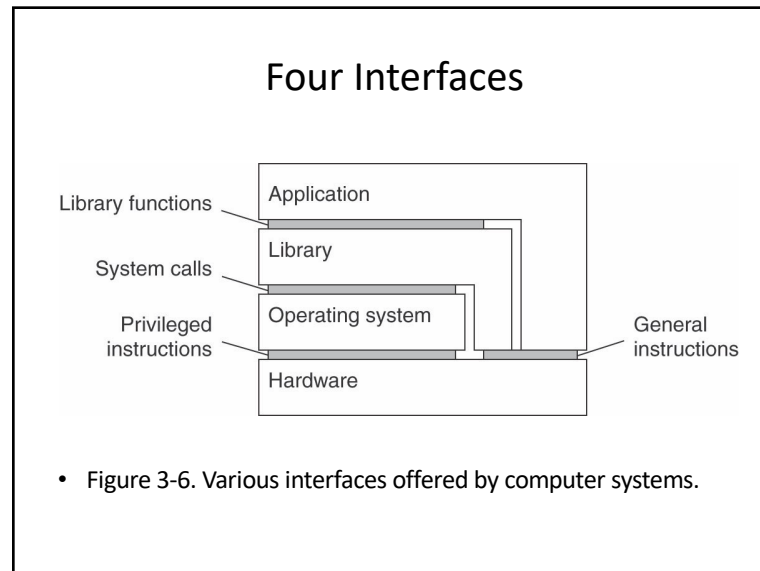 Four Interfaces
Library functions
Application
Library
System calls
Operating system
Privileged
instructions
General
instructions
Hardware
• Figure 3-6. Various interfaces offered by computer systems.